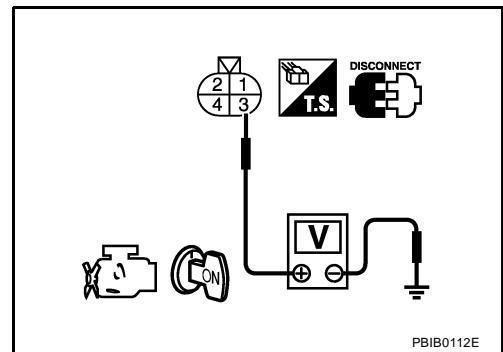 DISCONNECT
2 1
4 3
T.S.
V
ON
PBIB0112E